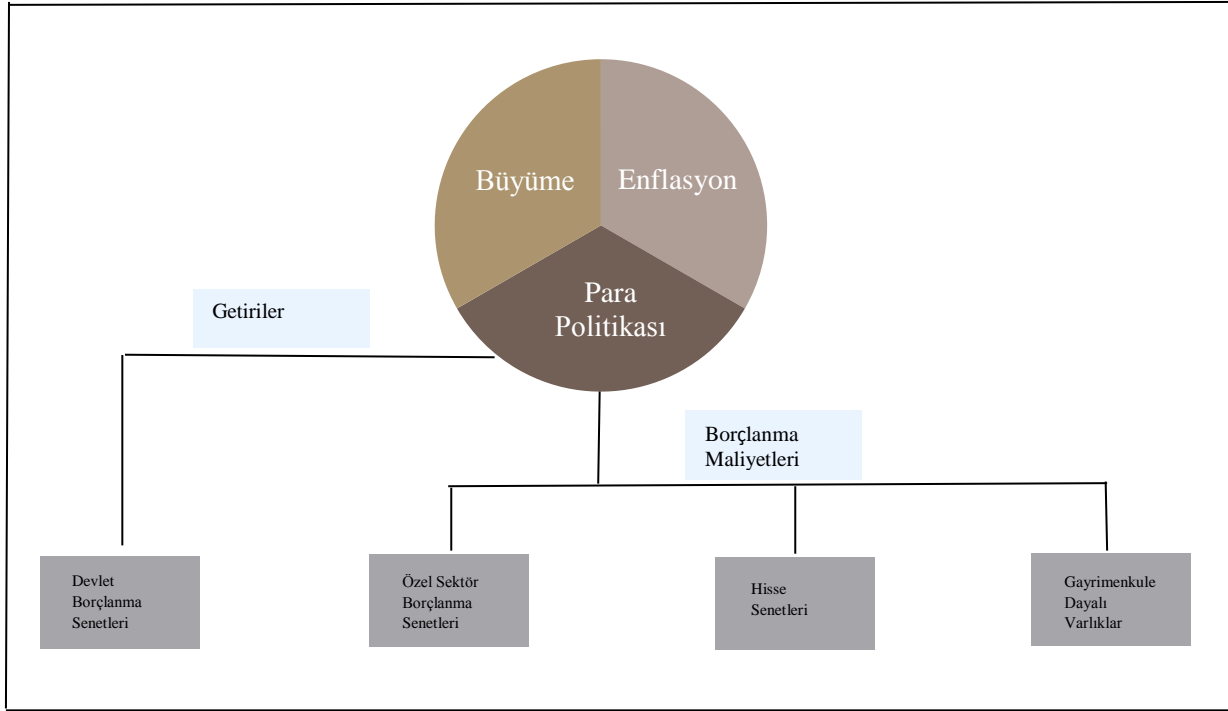 Büyüme
Enflasyon
Para
Politikası
Getiriler
Borçlanma
Maliyetleri
Devlet
Borçlanma
Senetleri
Özel Sektör
Borçlanma
Senetleri
Hisse
Senetleri
Gayrimenkule
Dayalı
Varlıklar